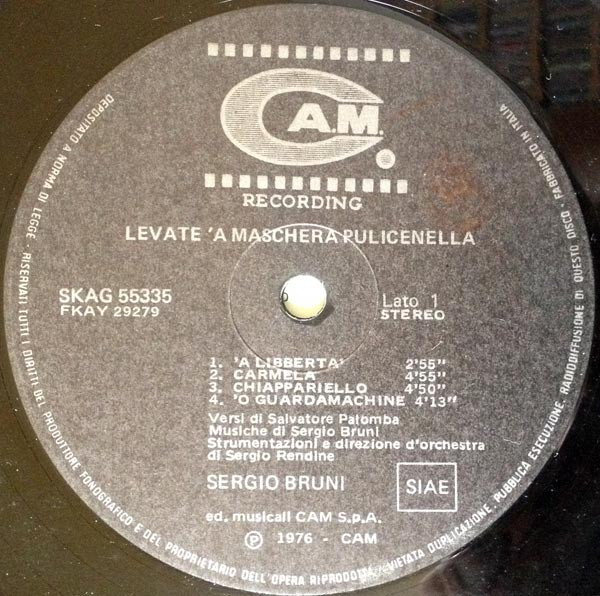 CAM.
RECORDING
LEVATE 'A MASCHERA PULICENELLA
SKAG 55335
FKAY 29279
Lato 1
STEREO
1. 'A LIBBERTA' 2'55"
2. CARMELA 4'55"
3. CHIAPPARIELLO 4'50"
4. 'O GUARDAMACHINE 4'13"
Versi di Salvatore Patomba
Musiche di Sergio Bruni
Strumentazioni e direzione d'orchestra
di Sergio Rendine
SERGIO BRUNI
SIAE
ed. musicali CAM S.p.A.
℗ 1976 - CAM
DEPOSITATO A NORMA DI LEGGE - RISERVATI TUTTI I DIRITTI DEL PRODUTTORE FONOGRAFICO E DEL PROPRIETARIO DELL'OPERA RIPRODOTTA - VIETATA DUPLICAZIONE, PUBBLICA ESECUZIONE, RADIODIFFUSIONE DI QUESTO DISCO - FABBRICATO IN ITALIA